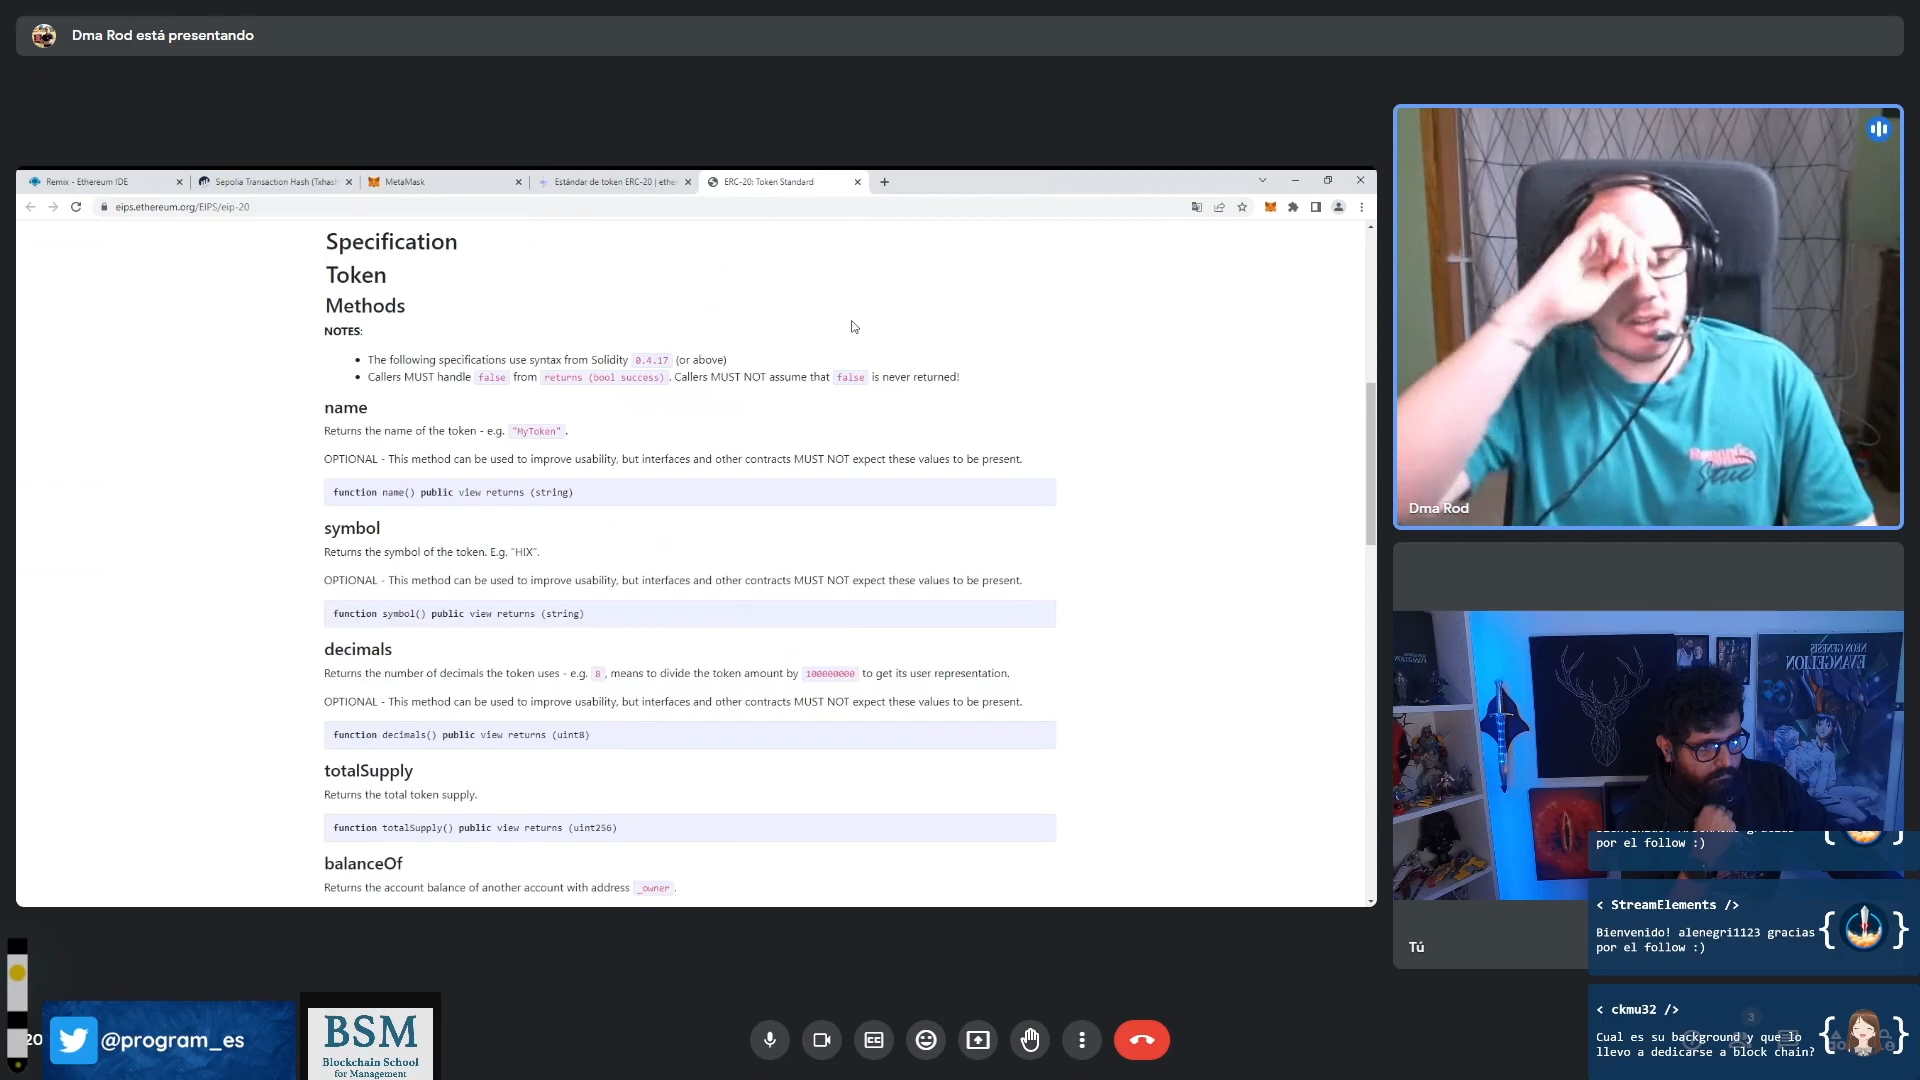 Dma Rod está presentando
Remix - Ethereum IDE
Sepolia Transaction Hash (Txhas
MetaMask
Estándar de token ERC-20 | ethe
ERC-20: Token Standard
eips.ethereum.org/EIPS/eip-20
Specification
Token
Methods
NOTES:
• The following specifications use syntax from Solidity 0.4.17 (or above)
• Callers MUST handle false from returns (bool success). Callers MUST NOT assume that false is never returned!
name
Returns the name of the token - e.g. "MyToken".
OPTIONAL - This method can be used to improve usability, but interfaces and other contracts MUST NOT expect these values to be present.
function name() public view returns (string)
symbol
Returns the symbol of the token. E.g. "HIX".
OPTIONAL - This method can be used to improve usability, but interfaces and other contracts MUST NOT expect these values to be present.
function symbol() public view returns (string)
decimals
Returns the number of decimals the token uses - e.g. 8, means to divide the token amount by 100000000 to get its user representation.
OPTIONAL - This method can be used to improve usability, but interfaces and other contracts MUST NOT expect these values to be present.
function decimals() public view returns (uint8)
totalSupply
Returns the total token supply.
function totalSupply() public view returns (uint256)
balanceOf
Returns the account balance of another account with address _owner.
Dma Rod
NEON GENESIS
EVANGELION
por el follow :)
< StreamElements />
Bienvenido! alenegri1123 gracias
por el follow :)
Tú
< ckmu32 />
Cual es su background y que lo
llevo a dedicarse a block chain?
3
20
@program_es
BSM
Blockchain School
for Management